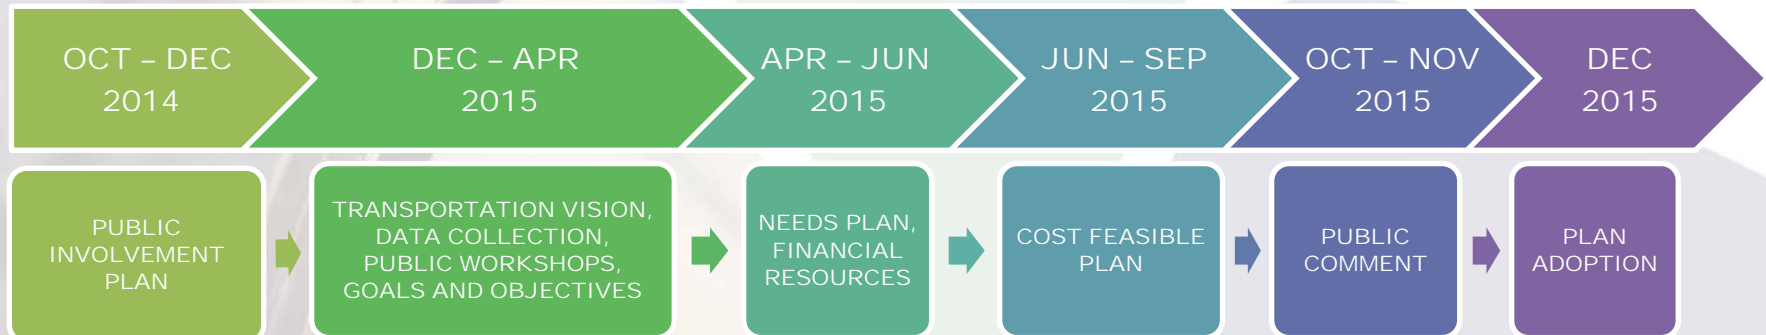 OCT – DEC
2014
DEC – APR
2015
APR – JUN
2015
JUN – SEP
2015
OCT – NOV
2015
DEC
2015
PUBLIC
INVOLVEMENT
PLAN
TRANSPORTATION VISION,
DATA COLLECTION,
PUBLIC WORKSHOPS,
GOALS AND OBJECTIVES
NEEDS PLAN,
FINANCIAL
RESOURCES
COST FEASIBLE
PLAN
PUBLIC
COMMENT
PLAN
ADOPTION